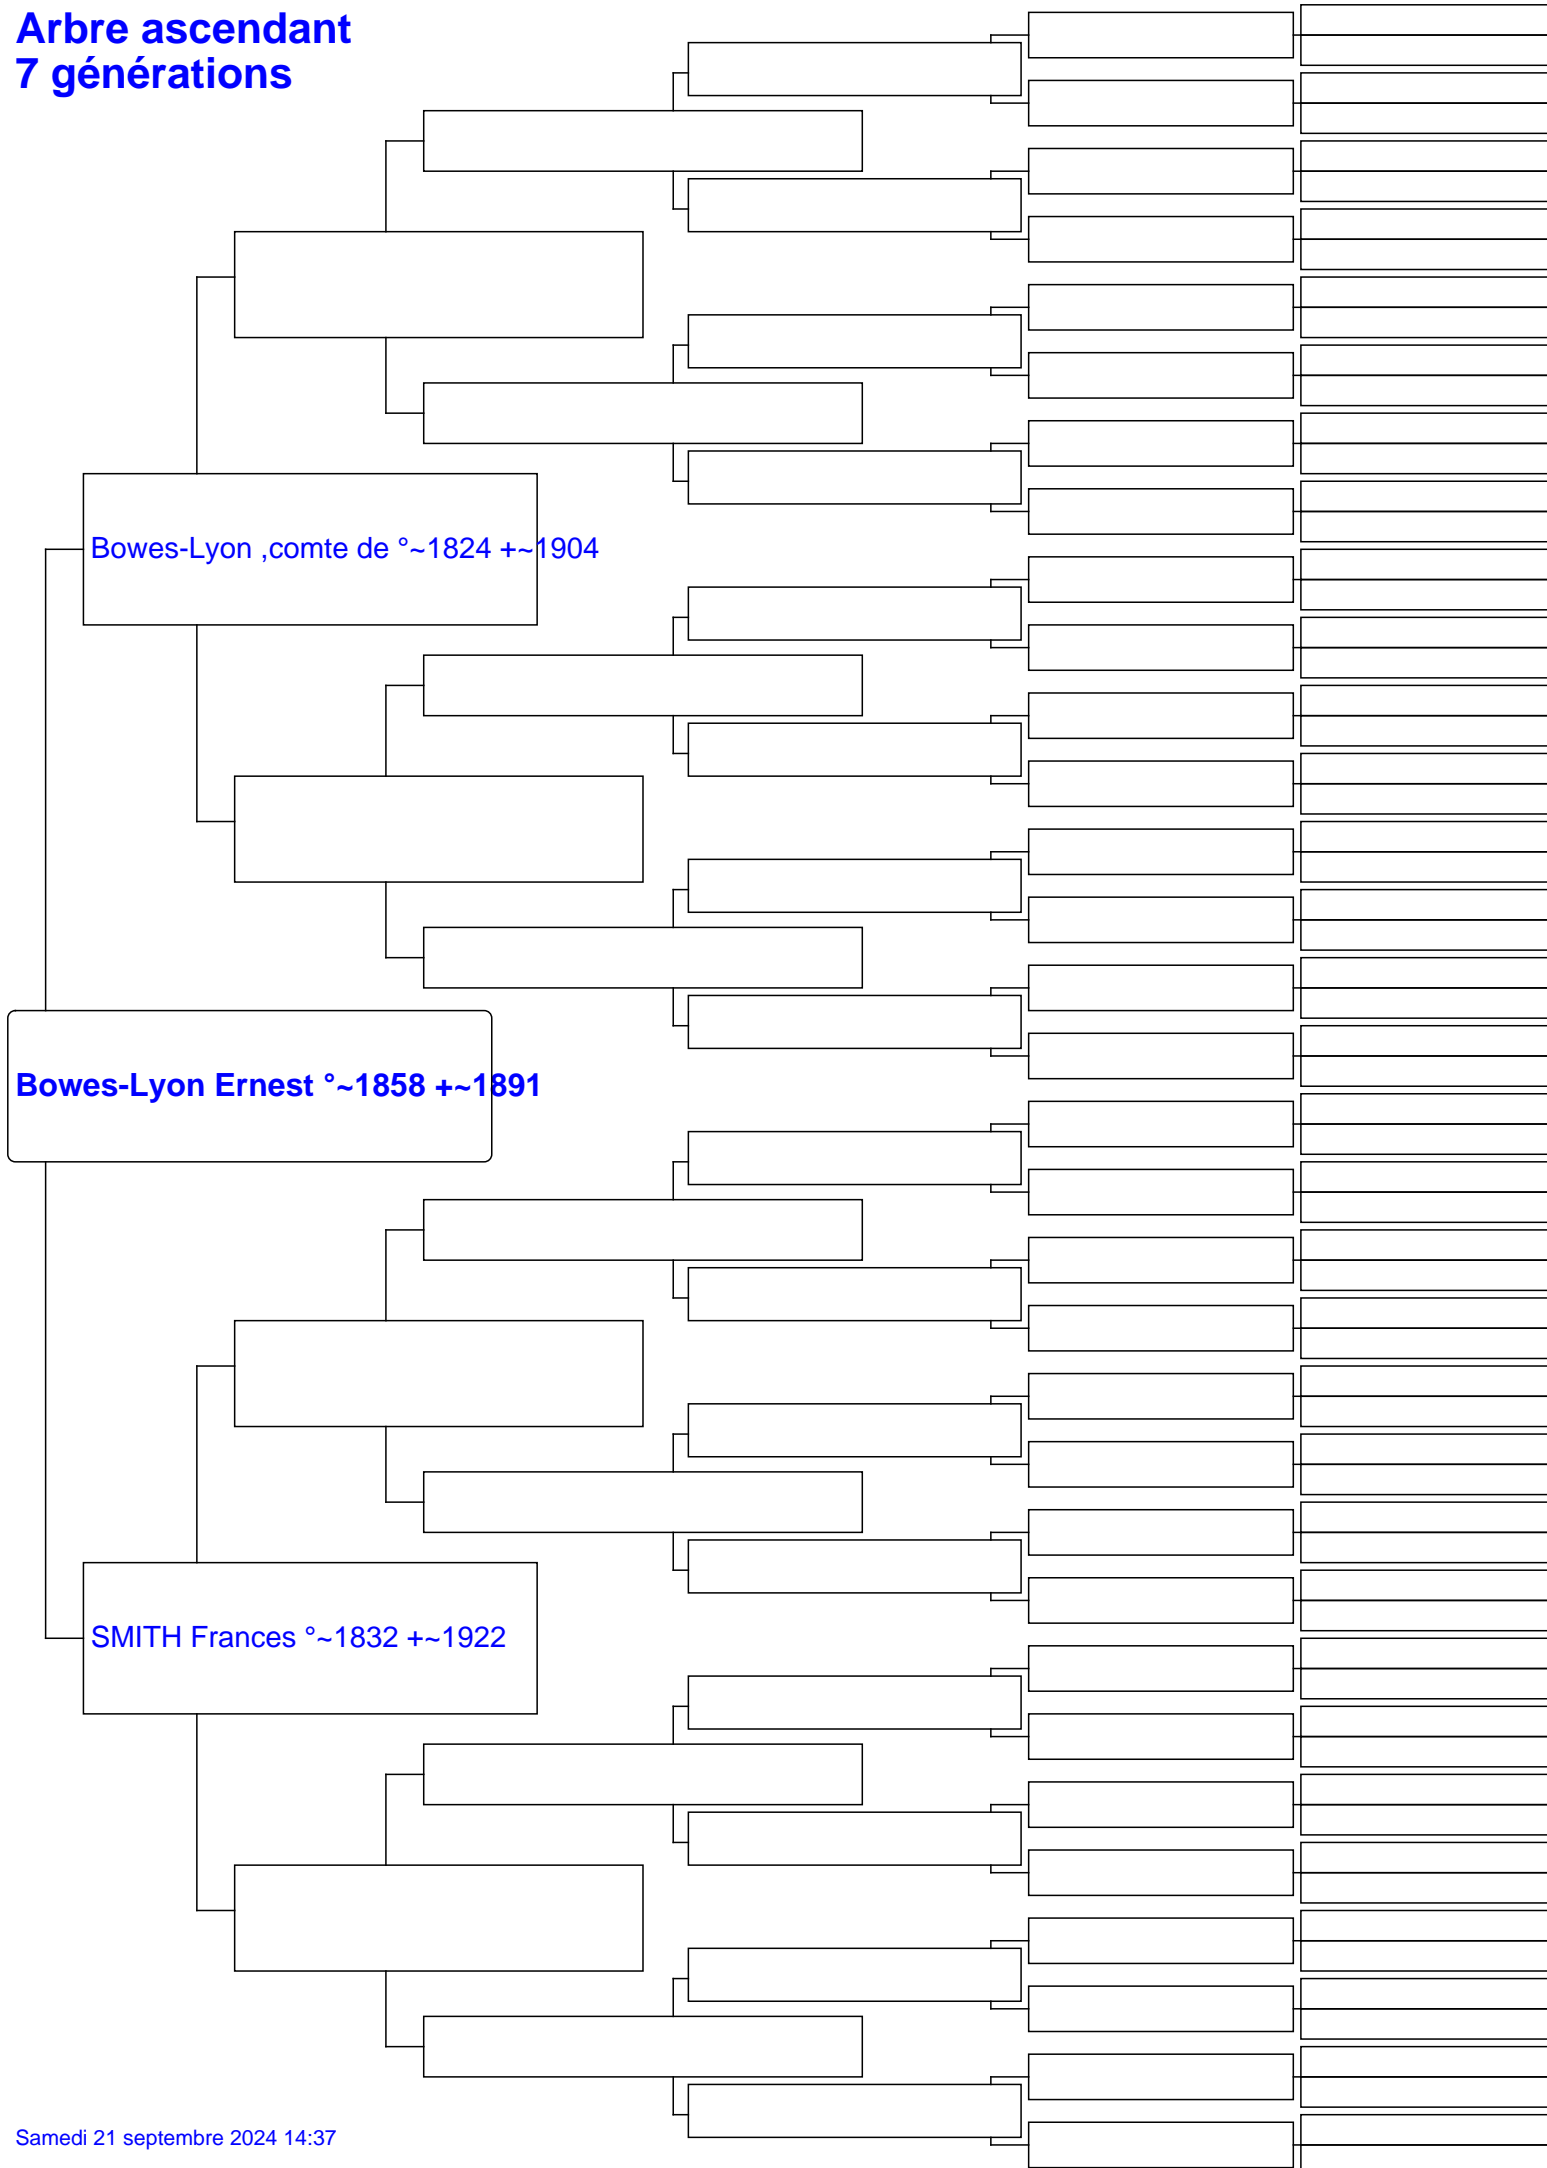 Arbre ascendant
7 générations
Bowes-Lyon ,comte de °~1824 +~1904
Bowes-Lyon Ernest °~1858 +~1891
SMITH Frances °~1832 +~1922
Samedi 21 septembre 2024 14:37